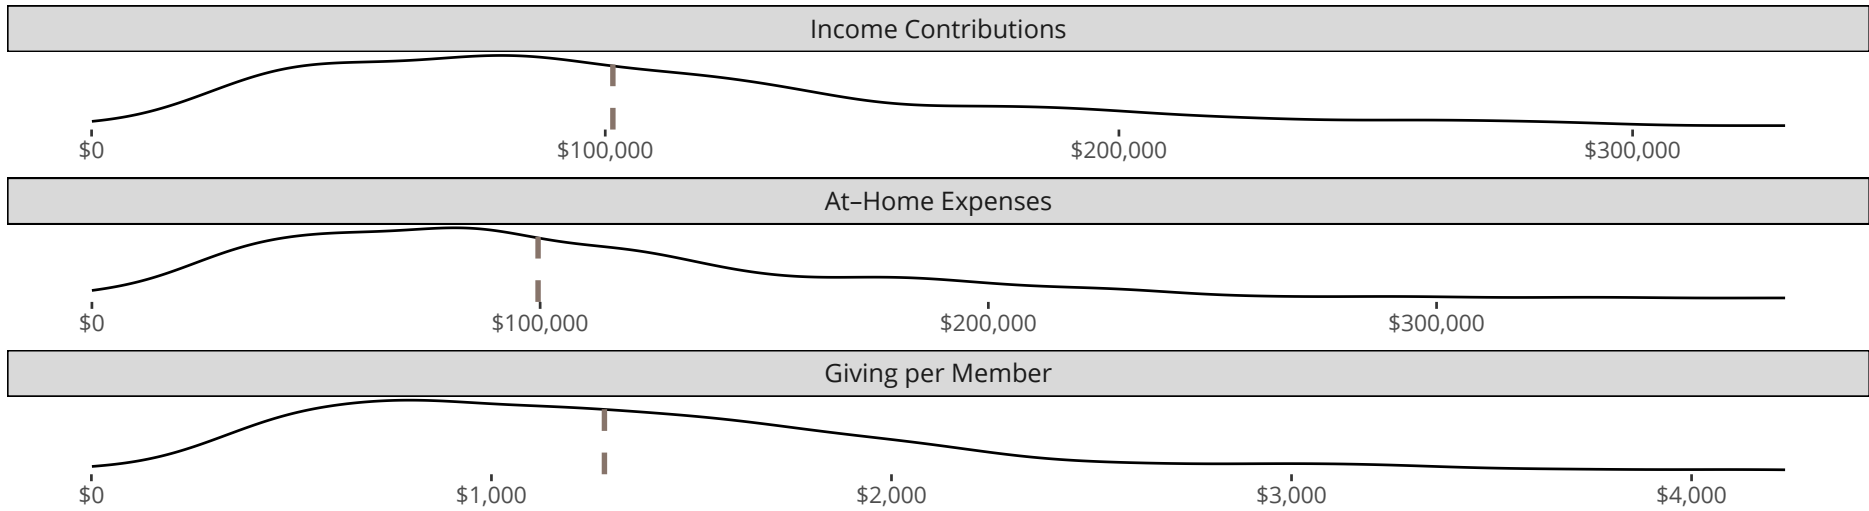 Income Contributions
$0 $100,000 $200,000 $300,000
At–Home Expenses
$0 $100,000 $200,000 $300,000
Giving per Member
$0 $1,000 $2,000 $3,000 $4,000